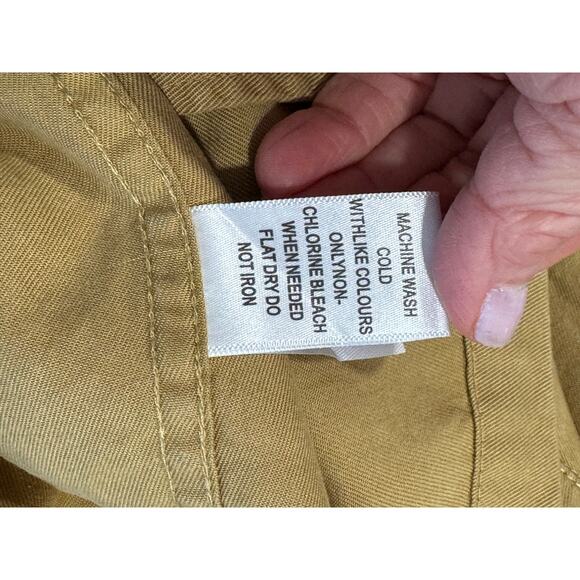 MACHINE WASH
COLD
WITHLIKE COLOURS
ONLYNON-
CHLORINE BLEACH
WHEN NEEDED
FLAT DRY DO
NOT IRON